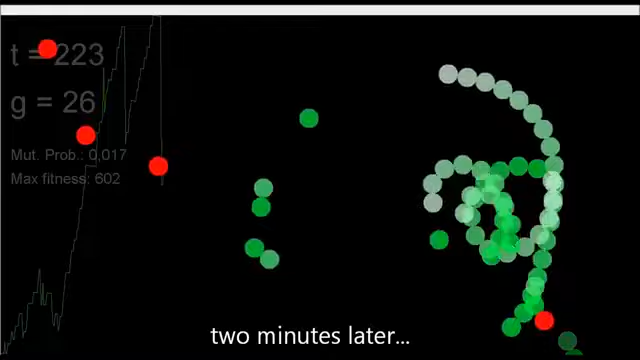 t = 223
g = 26
Mut. Prob.: 0,017
Max fitness: 602
two minutes later...